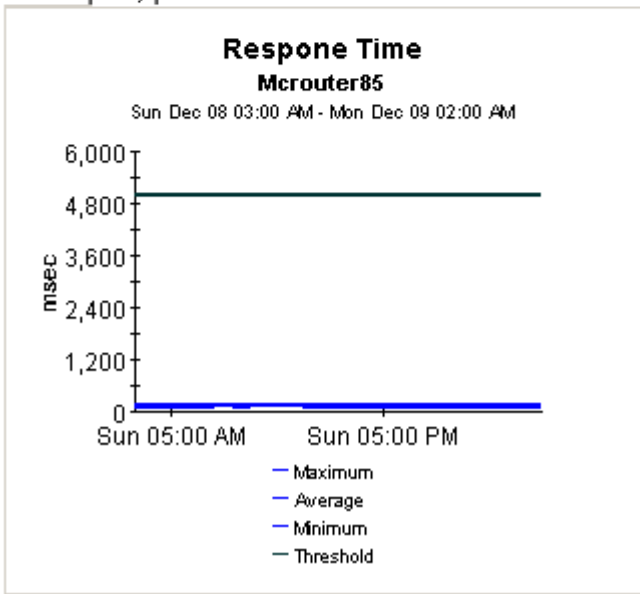 Respone Time
Mcrouter85
Sun Dec 08 03:00 AM - Mon Dec 09 02:00 AM
6,000
4,800
3,600
2,400
1,200
0
msec
Sun 05:00 AM Sun 05:00 PM
Maximum
Average
Minimum
Threshold